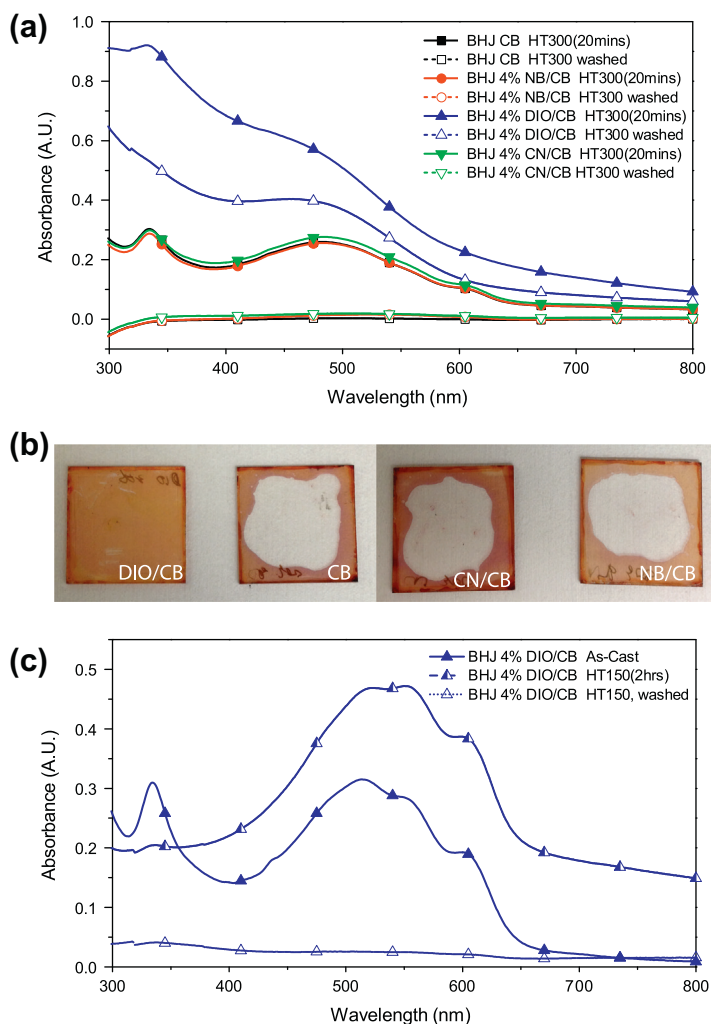 (a)
1.0
0.8
0.6
0.4
0.2
0.0
Absorbance (A.U.)
BHJ CB HT300(20mins)
BHJ CB HT300 washed
BHJ 4% NB/CB HT300(20mins)
BHJ 4% NB/CB HT300 washed
BHJ 4% DIO/CB HT300(20mins)
BHJ 4% DIO/CB HT300 washed
BHJ 4% CN/CB HT300(20mins)
BHJ 4% CN/CB HT300 washed
300 400 500 600 700 800
Wavelength (nm)
(b)
DIO/CB
CB
CN/CB
NB/CB
(c)
0.5
0.4
0.3
0.2
0.1
0.0
Absorbance (A.U.)
BHJ 4% DIO/CB As-Cast
BHJ 4% DIO/CB HT150(2hrs)
BHJ 4% DIO/CB HT150, washed
300 400 500 600 700 800
Wavelength (nm)